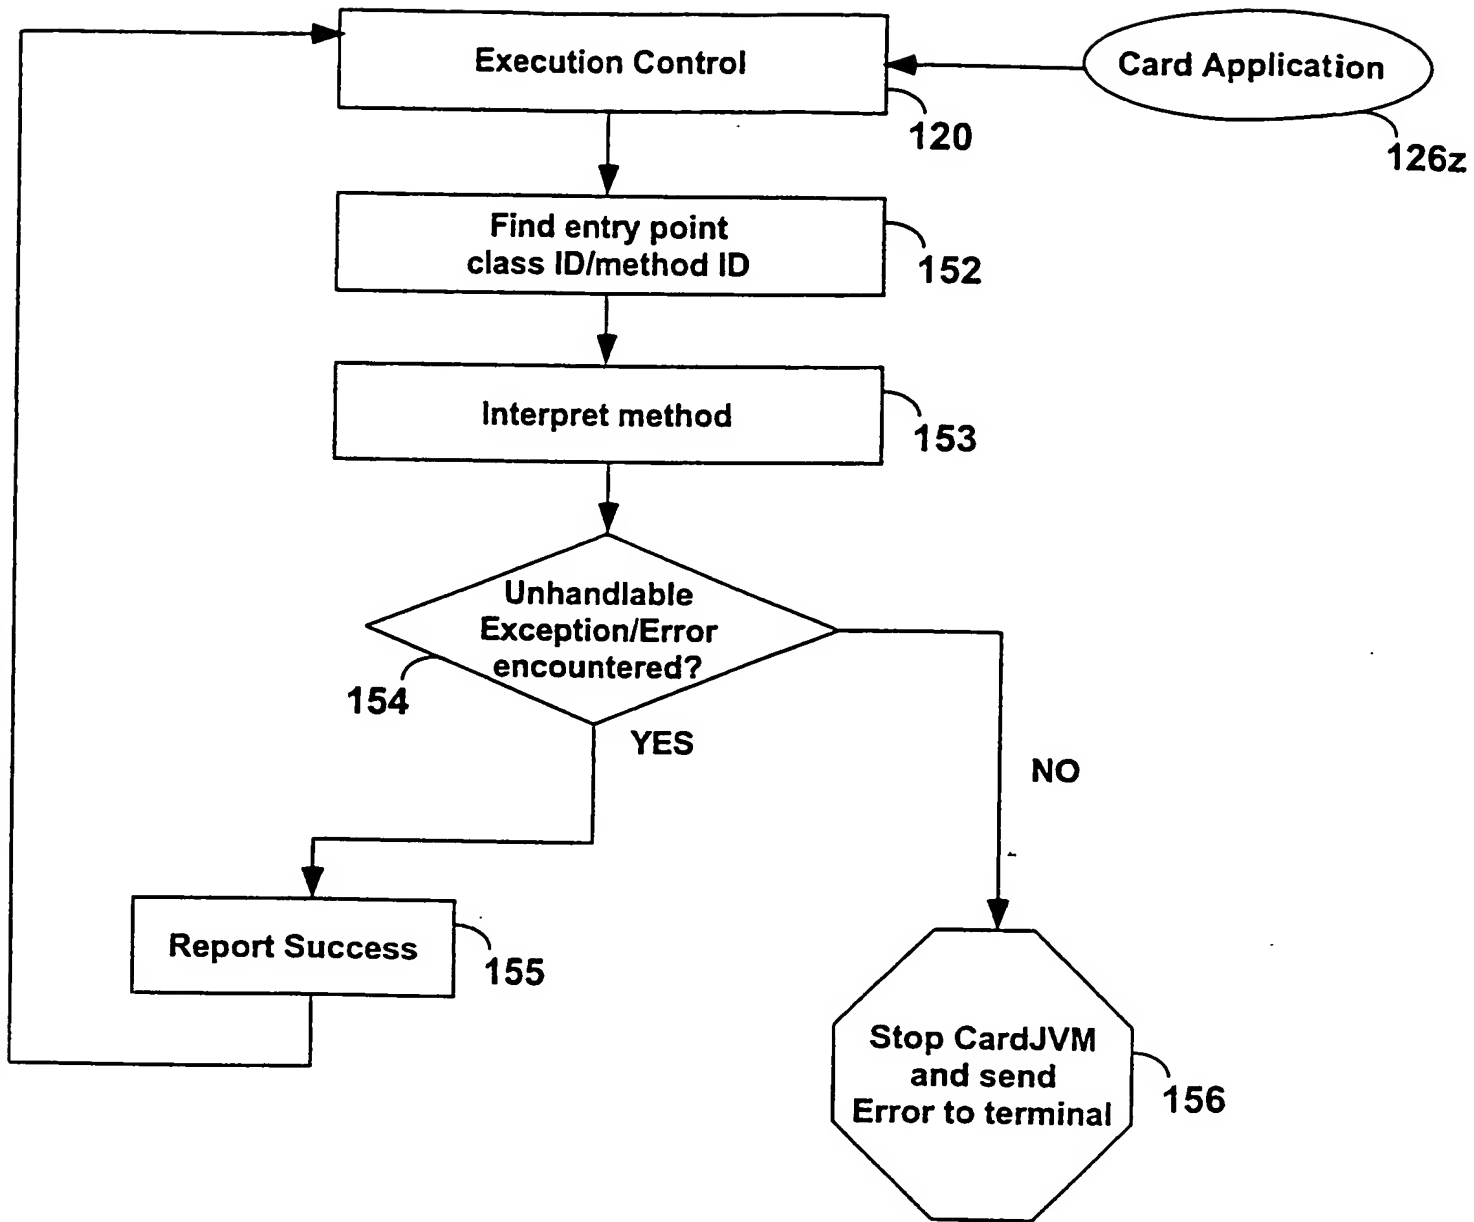 Execution Control
Card Application
120
126z
Find entry point
class ID/method ID
152
Interpret method
153
Unhandlable
Exception/Error
encountered?
154
YES
NO
Report Success
155
Stop CardJVM
and send
Error to terminal
156